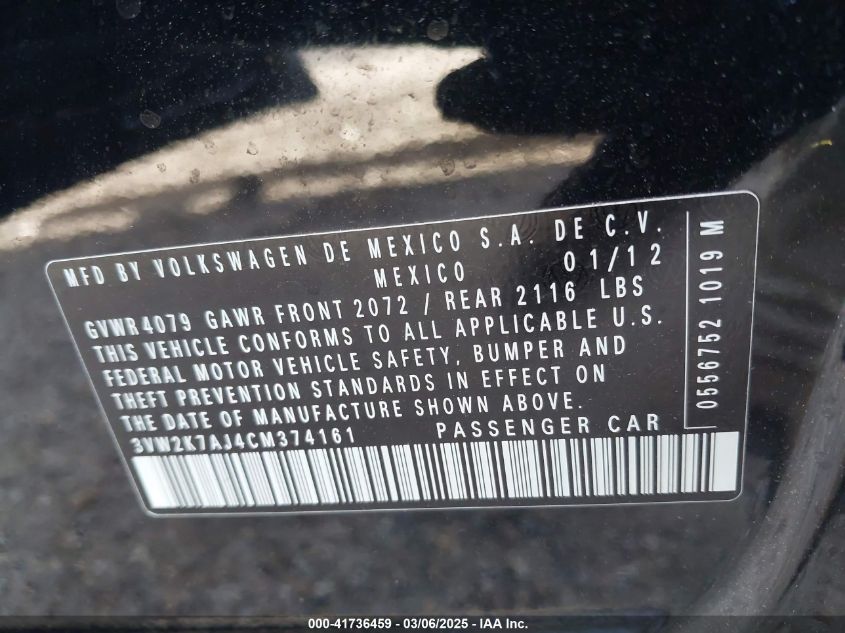 MFD BY VOLKSWAGEN DE MEXICO S.A. DE C.V.
MEXICO 01/12
GVWR 4079 GAWR FRONT 2072 / REAR 2116 LBS
THIS VEHICLE CONFORMS TO ALL APPLICABLE U.S.
FEDERAL MOTOR VEHICLE SAFETY, BUMPER AND
THEFT PREVENTION STANDARDS IN EFFECT ON
THE DATE OF MANUFACTURE SHOWN ABOVE.
3VW2K7AJ4CM374161 PASSENGER CAR
0556752 1019 M
000-41736459 - 03/06/2025 - IAA Inc.